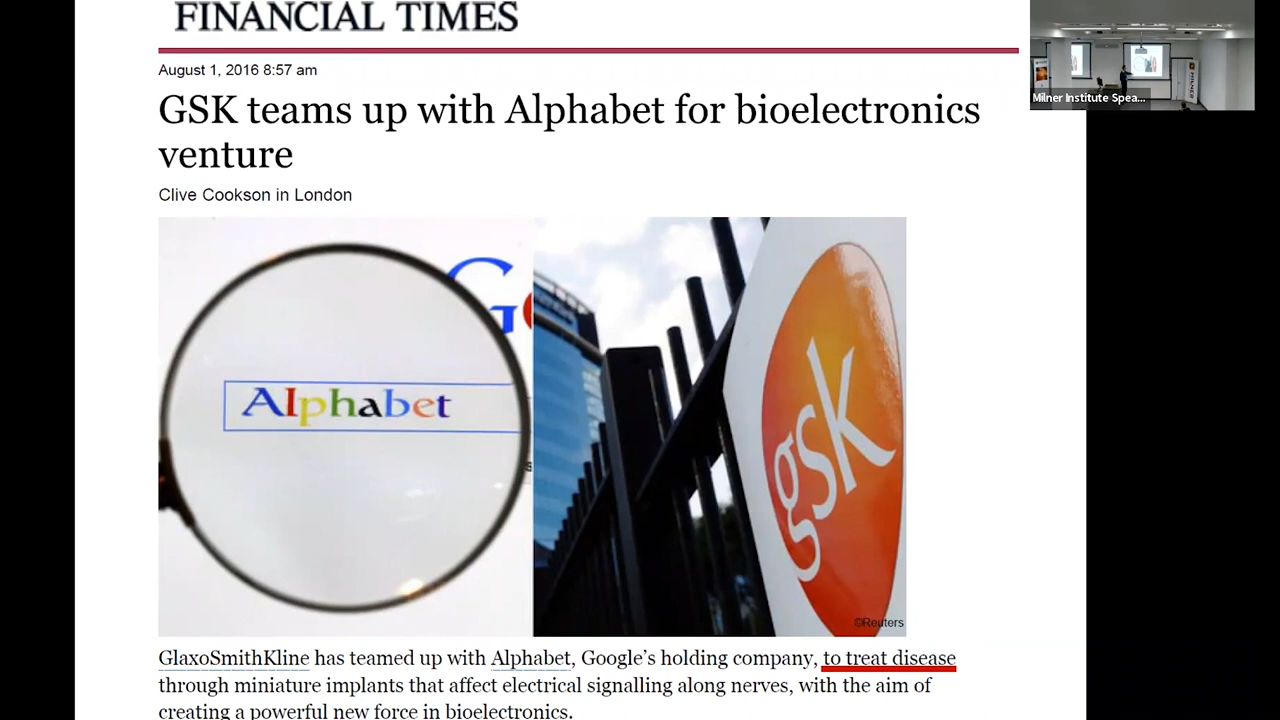 FINANCIAL TIMES
August 1, 2016 8:57 am
GSK teams up with Alphabet for bioelectronics
venture
Clive Cookson in London
G
Alphabet
gsk
©Reuters
GlaxoSmithKline has teamed up with Alphabet, Google’s holding company, to treat disease
through miniature implants that affect electrical signalling along nerves, with the aim of
creating a powerful new force in bioelectronics.
Milner Institute Spea...